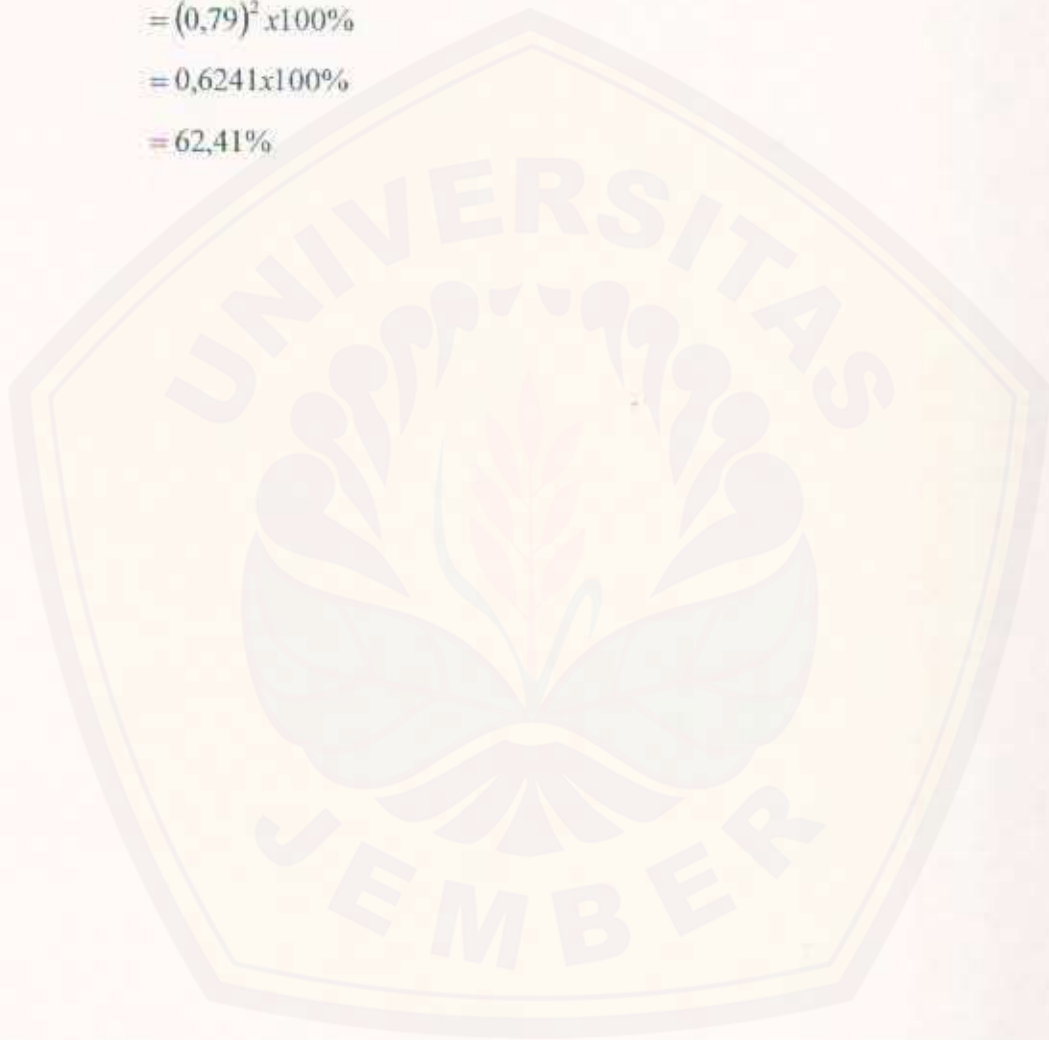 = (0,79)² x100%
= 0,6241x100%
= 62,41%
UNIVERSITAS
JEMBER